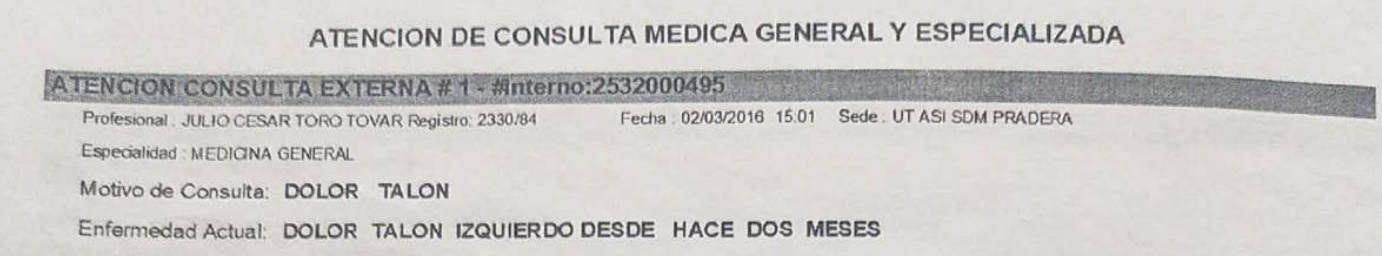 ATENCION DE CONSULTA MEDICA GENERAL Y ESPECIALIZADA
ATENCION CONSULTA EXTERNA # 1 - #Interno:2532000495
Profesional : JULIO CESAR TORO TOVAR Registro: 2330/84 Fecha : 02/03/2016 15:01 Sede : UT ASI SDM PRADERA
Especialidad : MEDICINA GENERAL
Motivo de Consulta: DOLOR TALON
Enfermedad Actual: DOLOR TALON IZQUIERDO DESDE HACE DOS MESES